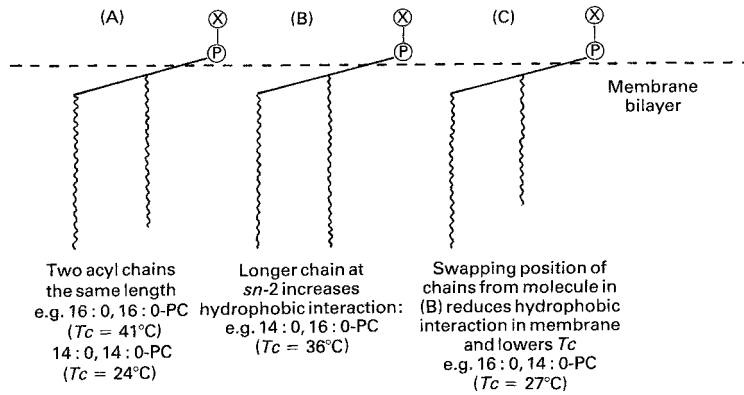 (A)
X
P
(B)
X
P
(C)
X
P
Membrane
bilayer
Two acyl chains
the same length
e.g. 16 : 0, 16 : 0-PC
(Tc = 41°C)
14 : 0, 14 : 0-PC
(Tc = 24°C)
Longer chain at
sn-2 increases
hydrophobic interaction:
e.g. 14 : 0, 16 : 0-PC
(Tc = 36°C)
Swapping position of
chains from molecule in
(B) reduces hydrophobic
interaction in membrane
and lowers Tc
e.g. 16 : 0, 14 : 0-PC
(Tc = 27°C)